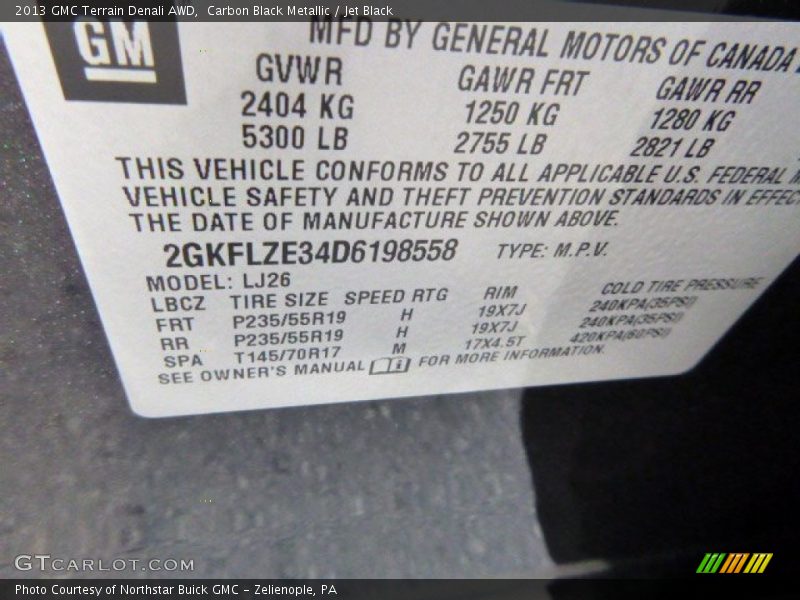 2013 GMC Terrain Denali AWD, Carbon Black Metallic / Jet Black
GM
MFD BY GENERAL MOTORS OF CANADA
GVWR GAWR FRT GAWR RR
2404 KG 1250 KG 1280 KG
5300 LB 2755 LB 2821 LB
THIS VEHICLE CONFORMS TO ALL APPLICABLE U.S. FEDERAL
VEHICLE SAFETY AND THEFT PREVENTION STANDARDS IN EFFEC
THE DATE OF MANUFACTURE SHOWN ABOVE.
2GKFLZE34D6198558 TYPE: M.P.V.
MODEL: LJ26
LBCZ TIRE SIZE SPEED RTG RIM COLD TIRE PRESSURE
FRT P235/55R19 H 19X7J 240KPA(35PSI)
RR P235/55R19 H 19X7J 240KPA(35PSI)
SPA T145/70R17 M 17X4.5T 420KPA(60PSI)
SEE OWNER'S MANUAL i FOR MORE INFORMATION.
GTCARLOT.COM
Photo Courtesy of Northstar Buick GMC - Zelienople, PA